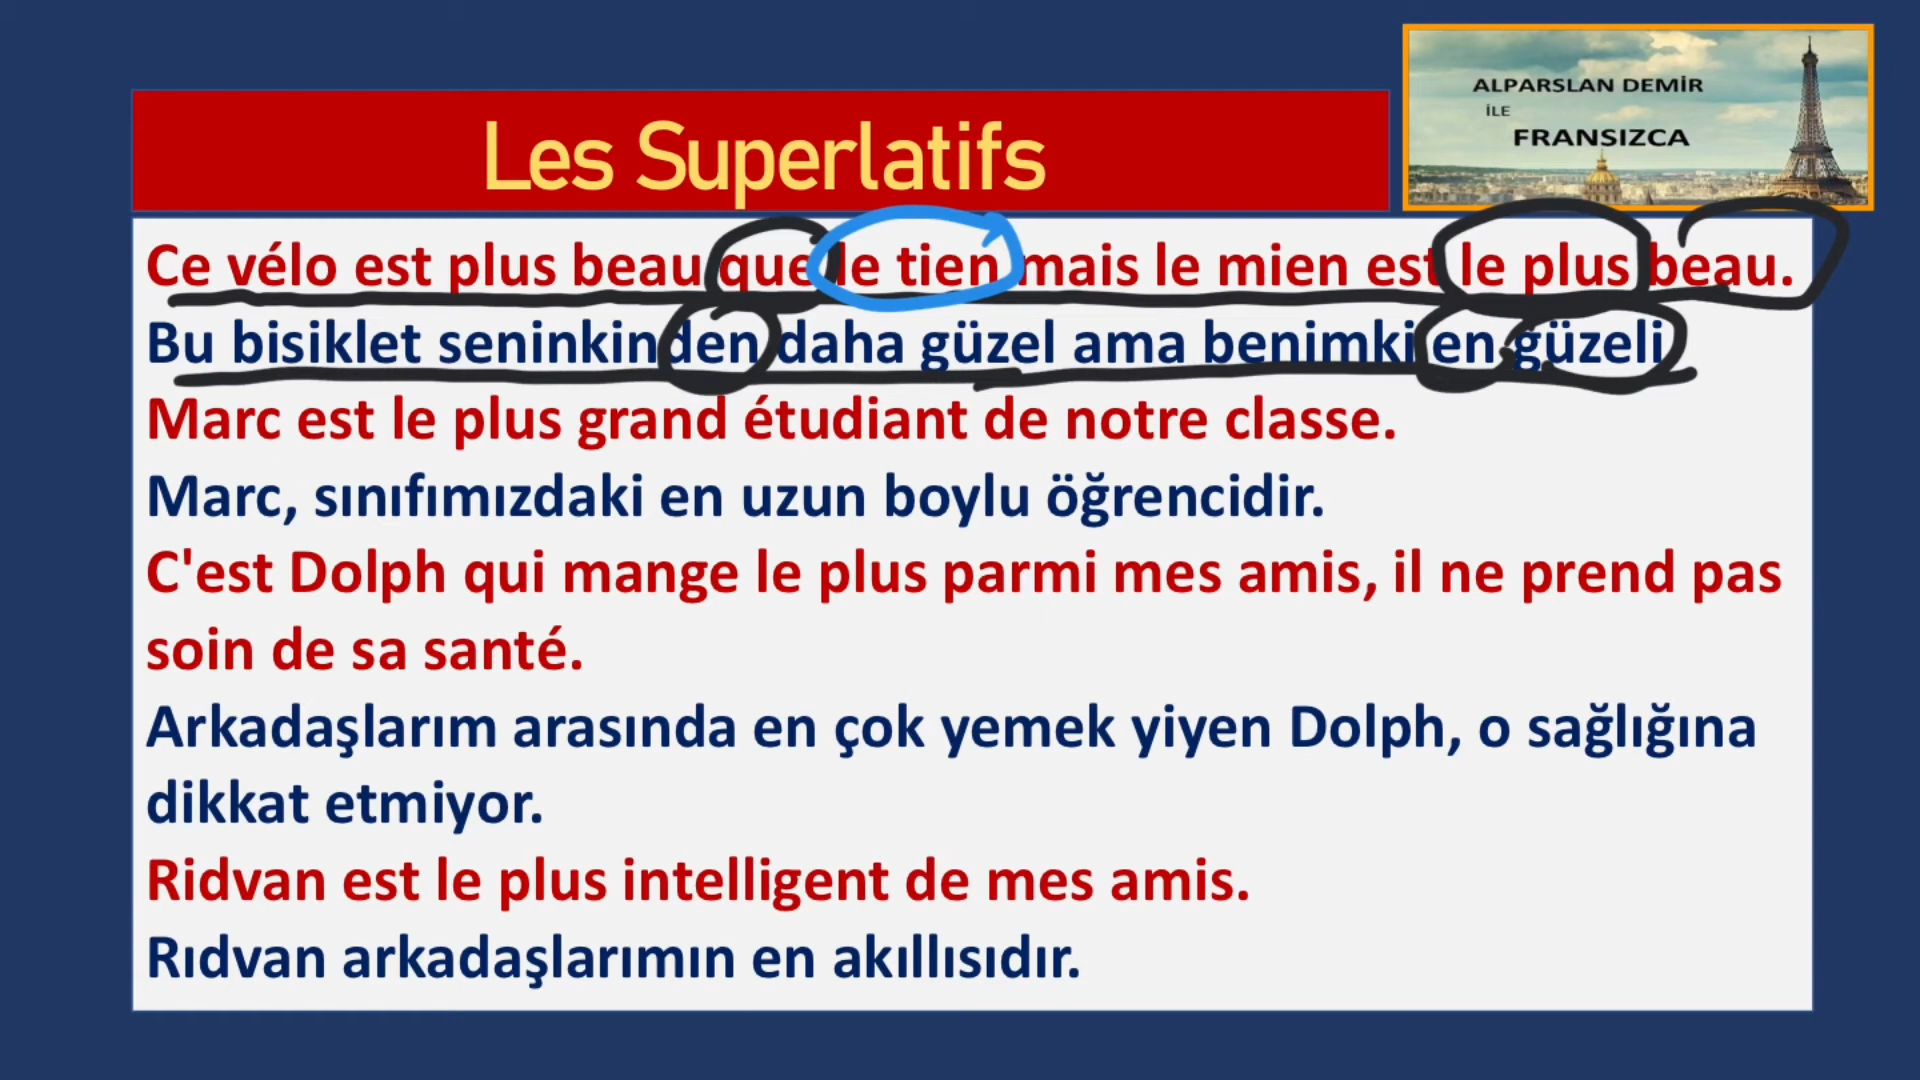 ALPARSLAN DEMİR
İLE
FRANSIZCA
Les Superlatifs
Ce vélo est plus beau que le tien mais le mien est le plus beau.
Bu bisiklet seninkinden daha güzel ama benimki en güzeli
Marc est le plus grand étudiant de notre classe.
Marc, sınıfımızdaki en uzun boylu öğrencidir.
C'est Dolph qui mange le plus parmi mes amis, il ne prend pas
soin de sa santé.
Arkadaşlarım arasında en çok yemek yiyen Dolph, o sağlığına
dikkat etmiyor.
Ridvan est le plus intelligent de mes amis.
Rıdvan arkadaşlarımın en akıllısıdır.